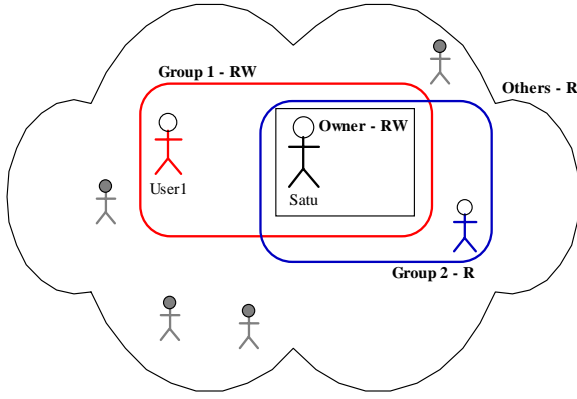 Group 1 - RW
Others - R
Owner - RW
User1
Satu
Group 2 - R